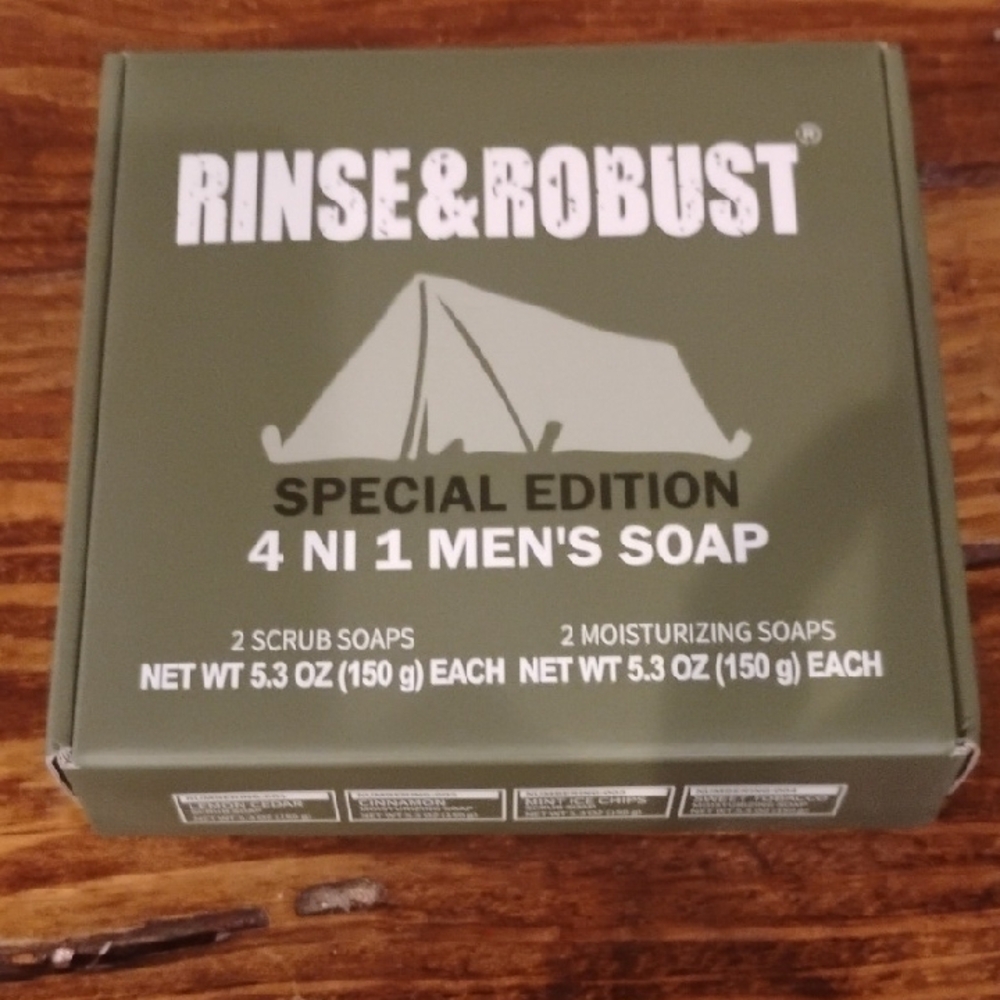 RINSE&ROBUST®
SPECIAL EDITION
4 NI 1 MEN'S SOAP
2 SCRUB SOAPS 2 MOISTURIZING SOAPS
NET WT 5.3 OZ (150 g) EACH NET WT 5.3 OZ (150 g) EACH
LEMON CEDAR CINNAMON MINT ICE CHIPS